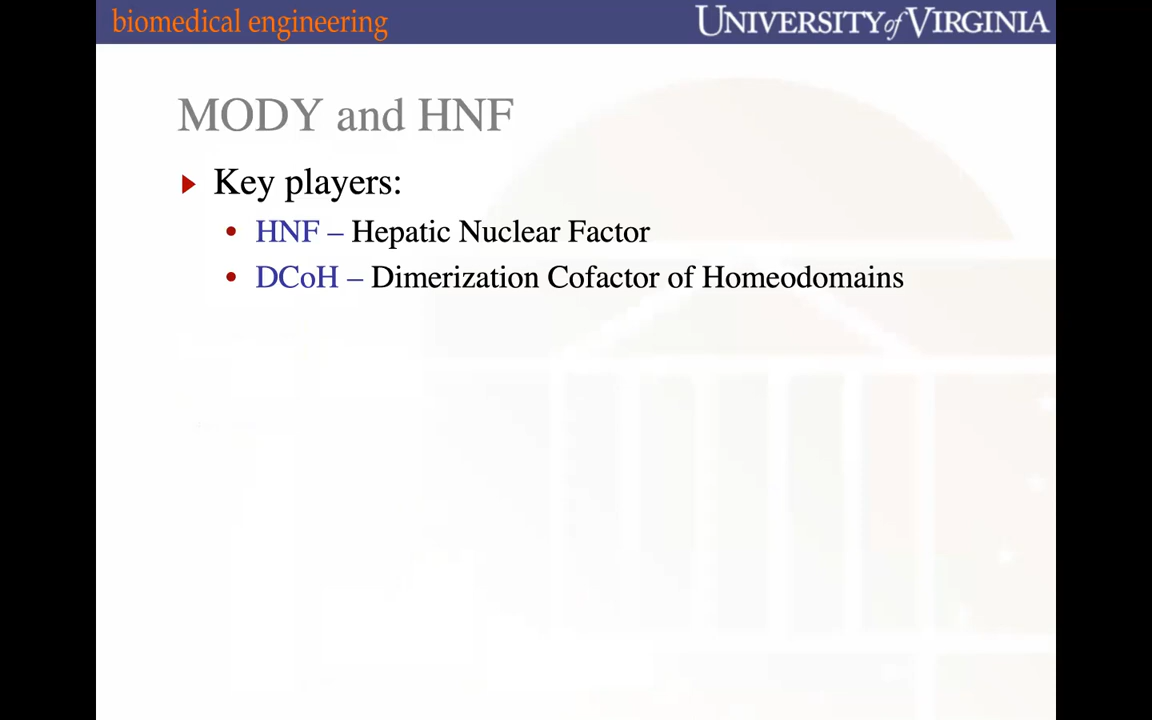 biomedical engineering
UNIVERSITY of VIRGINIA
MODY and HNF
Key players:
HNF – Hepatic Nuclear Factor
DCoH – Dimerization Cofactor of Homeodomains